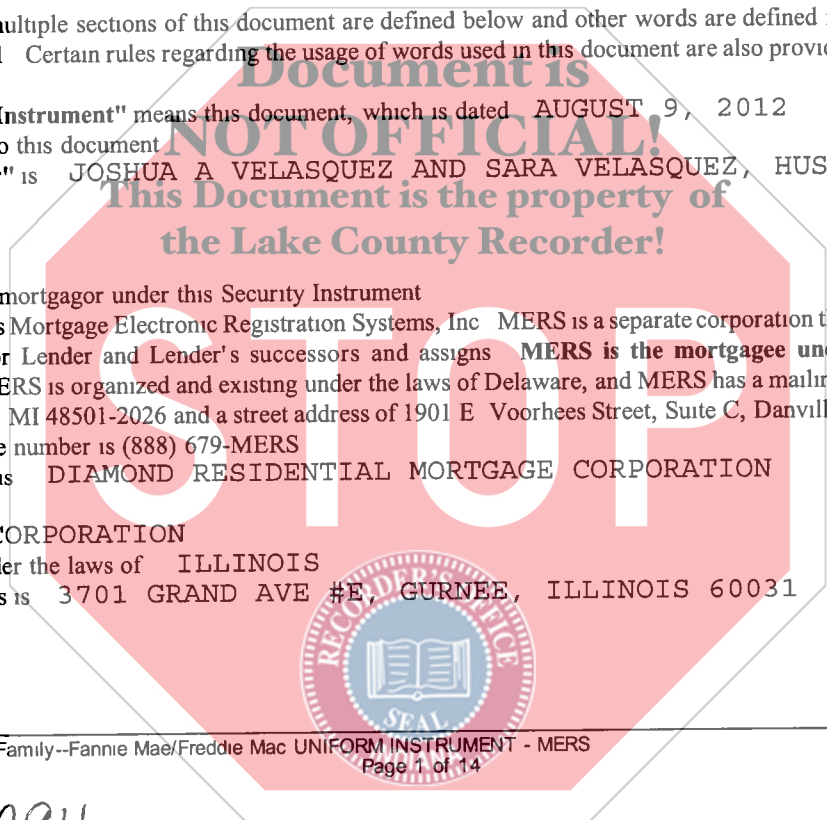 ultiple sections of this document are defined below and other words are defined
Certain rules regarding the usage of words used in this document are also provid
Document is
Instrument" means this document, which is dated AUGUST 9, 2012
NOT OFFICIAL!
o this document
" is JOSHUA A VELASQUEZ AND SARA VELASQUEZ, HUS
This Document is the property of
the Lake County Recorder!
mortgagor under this Security Instrument
s Mortgage Electronic Registration Systems, Inc MERS is a separate corporation t
or Lender and Lender's successors and assigns MERS is the mortgagee un
ERS is organized and existing under the laws of Delaware, and MERS has a mailin
MI 48501-2026 and a street address of 1901 E Voorhees Street, Suite C, Danvill
e number is (888) 679-MERS
is DIAMOND RESIDENTIAL MORTGAGE CORPORATION
STOP
CORPORATION
er the laws of ILLINOIS
s is 3701 GRAND AVE #E, GURNEE, ILLINOIS 60031
RECORDER'S OFFICE
SEAL
INDIANA
Family--Fannie Mae/Freddie Mac UNIFORM INSTRUMENT - MERS
Page 1 of 14